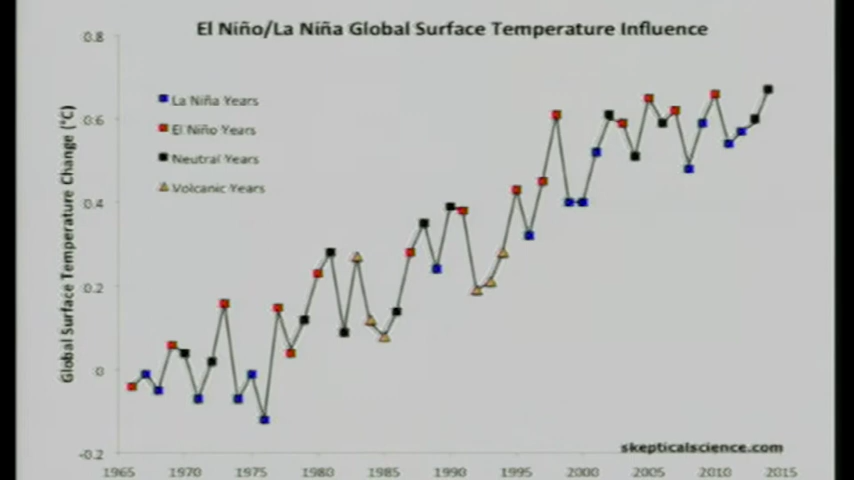 El Niño/La Niña Global Surface Temperature Influence
0.8
0.6
0.4
0.2
0
-0.2
Global Surface Temperature Change (°C)
La Niña Years
El Niño Years
Neutral Years
Volcanic Years
skepticalscience.com
1965 1970 1975 1980 1985 1990 1995 2000 2005 2010 2015